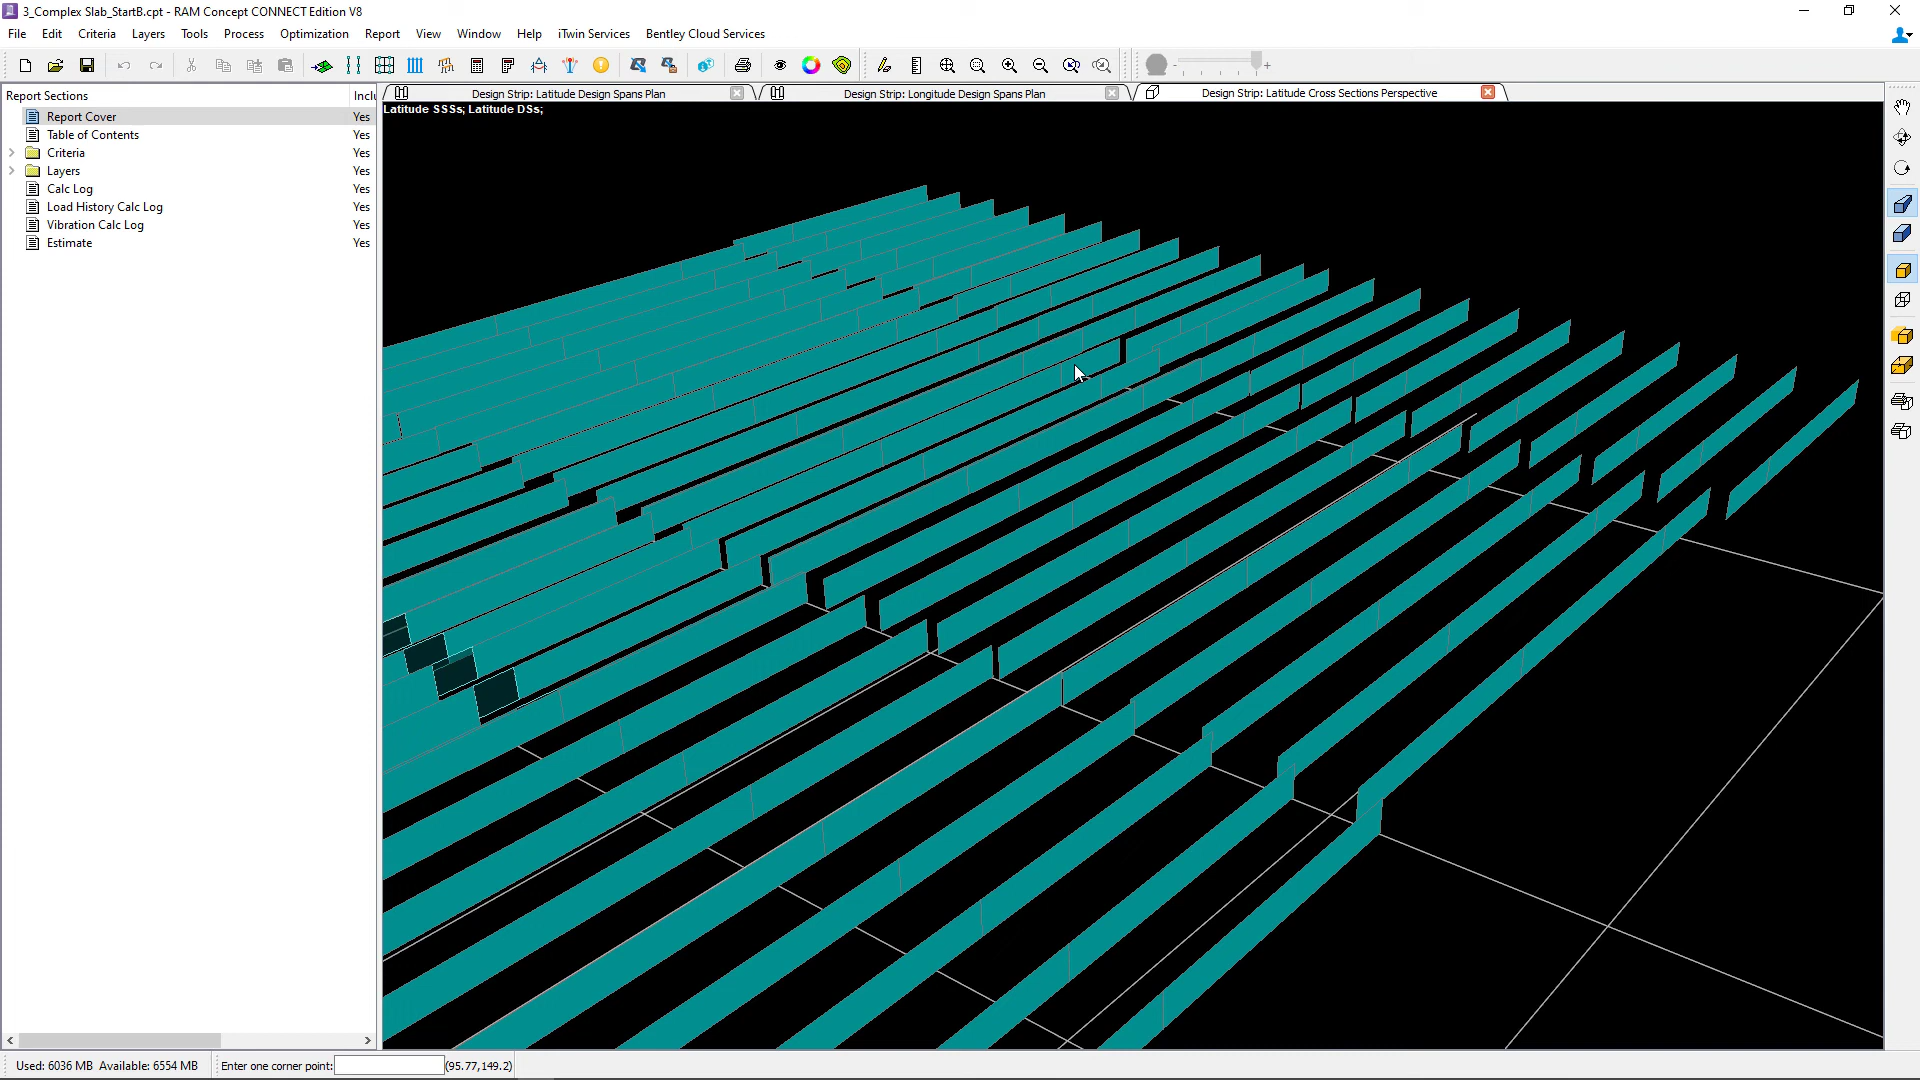 3_Complex Slab_StartB.cpt - RAM Concept CONNECT Edition V8
File Edit Criteria Layers Tools Process Optimization Report View Window Help iTwin Services Bentley Cloud Services
Report Sections Inclu
Report Cover Yes
Table of Contents Yes
Criteria Yes
Layers Yes
Calc Log Yes
Load History Calc Log Yes
Vibration Calc Log Yes
Estimate Yes
Design Strip: Latitude Design Spans Plan
Design Strip: Longitude Design Spans Plan
Design Strip: Latitude Cross Sections Perspective
Latitude SSSs; Latitude DSs;
Used: 6036 MB Available: 6554 MB
Enter one corner point:
(95.77,149.2)